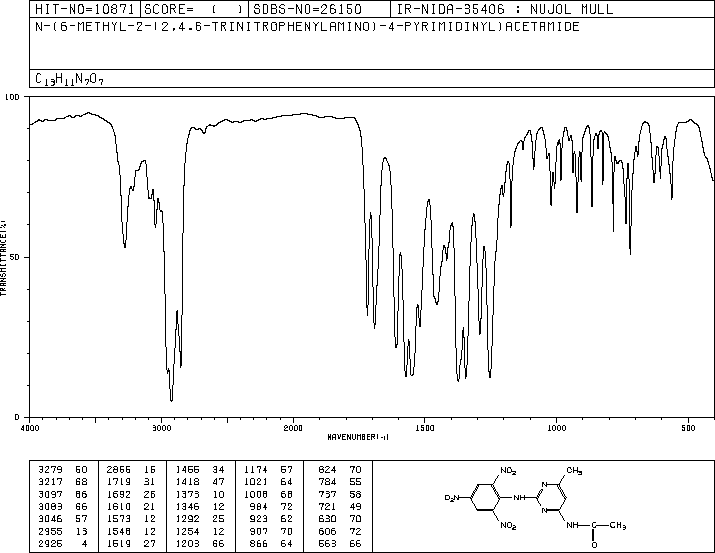 HIT-NO=10871 SCORE= ( ) SDBS-NO=26150 IR-NIDA-35406 : NUJOL MULL
N-(6-METHYL-2-(2,4,6-TRINITROPHENYLAMINO)-4-PYRIMIDINYL)ACETAMIDE
C13H11N7O7
100
50
0
TRANSMITTANCE(%)
4000 3000 2000 1500 1000 500
WAVENUMBER(-1)
3279 60 2866 16 1466 34 1174 57 824 70
3217 68 1719 31 1418 47 1021 64 784 55
3097 66 1692 26 1373 10 1008 68 737 58
3083 66 1610 21 1346 12 984 72 721 49
3046 57 1573 12 1292 25 923 62 630 70
2955 13 1548 12 1254 12 907 70 606 72
2925 4 1519 27 1203 66 866 64 563 66
NO2 CH3
O2N NH N N
NO2 NH C CH3
O